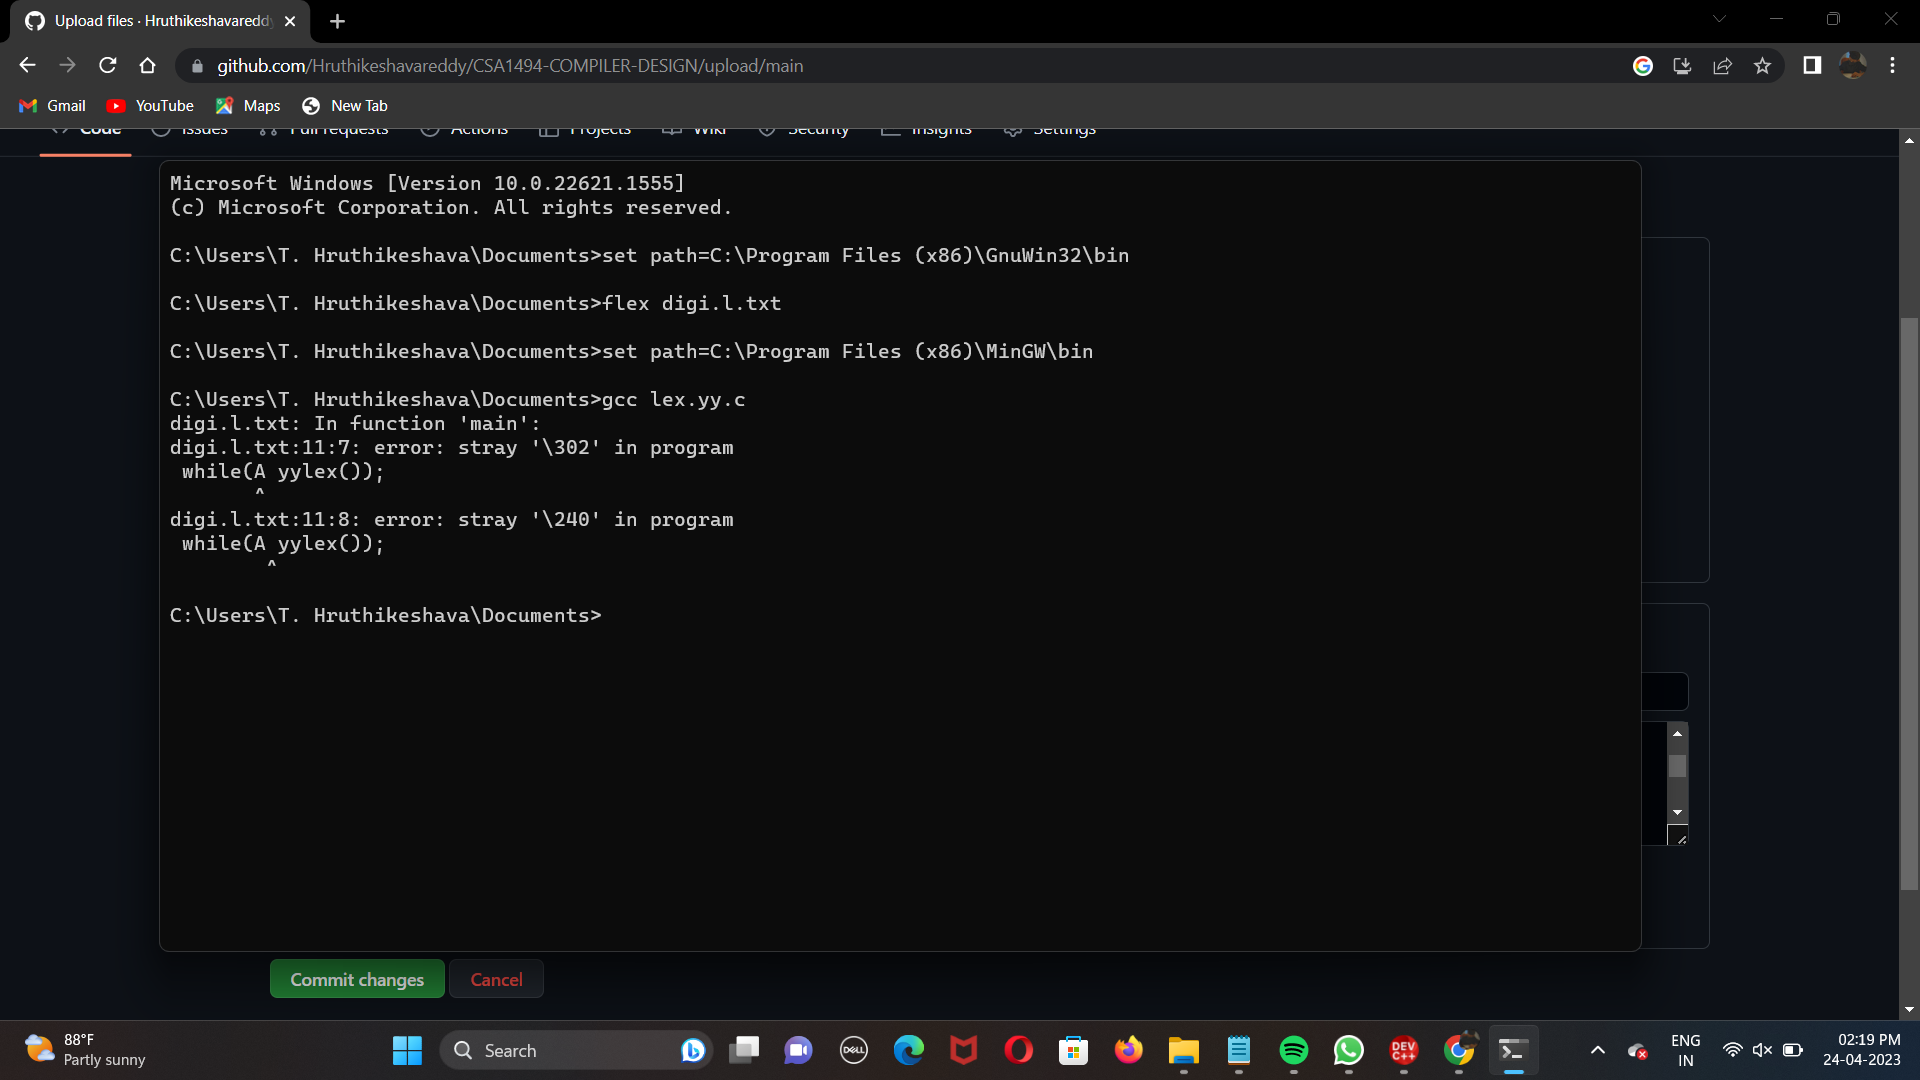 Upload files · Hruthikeshavareddy
github.com/Hruthikeshavareddy/CSA1494-COMPILER-DESIGN/upload/main
Gmail YouTube Maps New Tab
Code Issues Pull requests Actions Projects Wiki Security Insights Settings
Microsoft Windows [Version 10.0.22621.1555]
(c) Microsoft Corporation. All rights reserved.
C:\Users\T. Hruthikeshava\Documents>set path=C:\Program Files (x86)\GnuWin32\bin
C:\Users\T. Hruthikeshava\Documents>flex digi.l.txt
C:\Users\T. Hruthikeshava\Documents>set path=C:\Program Files (x86)\MinGW\bin
C:\Users\T. Hruthikeshava\Documents>gcc lex.yy.c
digi.l.txt: In function 'main':
digi.l.txt:11:7: error: stray '\302' in program
while(A yylex());
^
digi.l.txt:11:8: error: stray '\240' in program
while(A yylex());
^
C:\Users\T. Hruthikeshava\Documents>
Commit changes Cancel
88°F
Partly sunny
Search
DELL
DEV
C++
ENG
IN
02:19 PM
24-04-2023